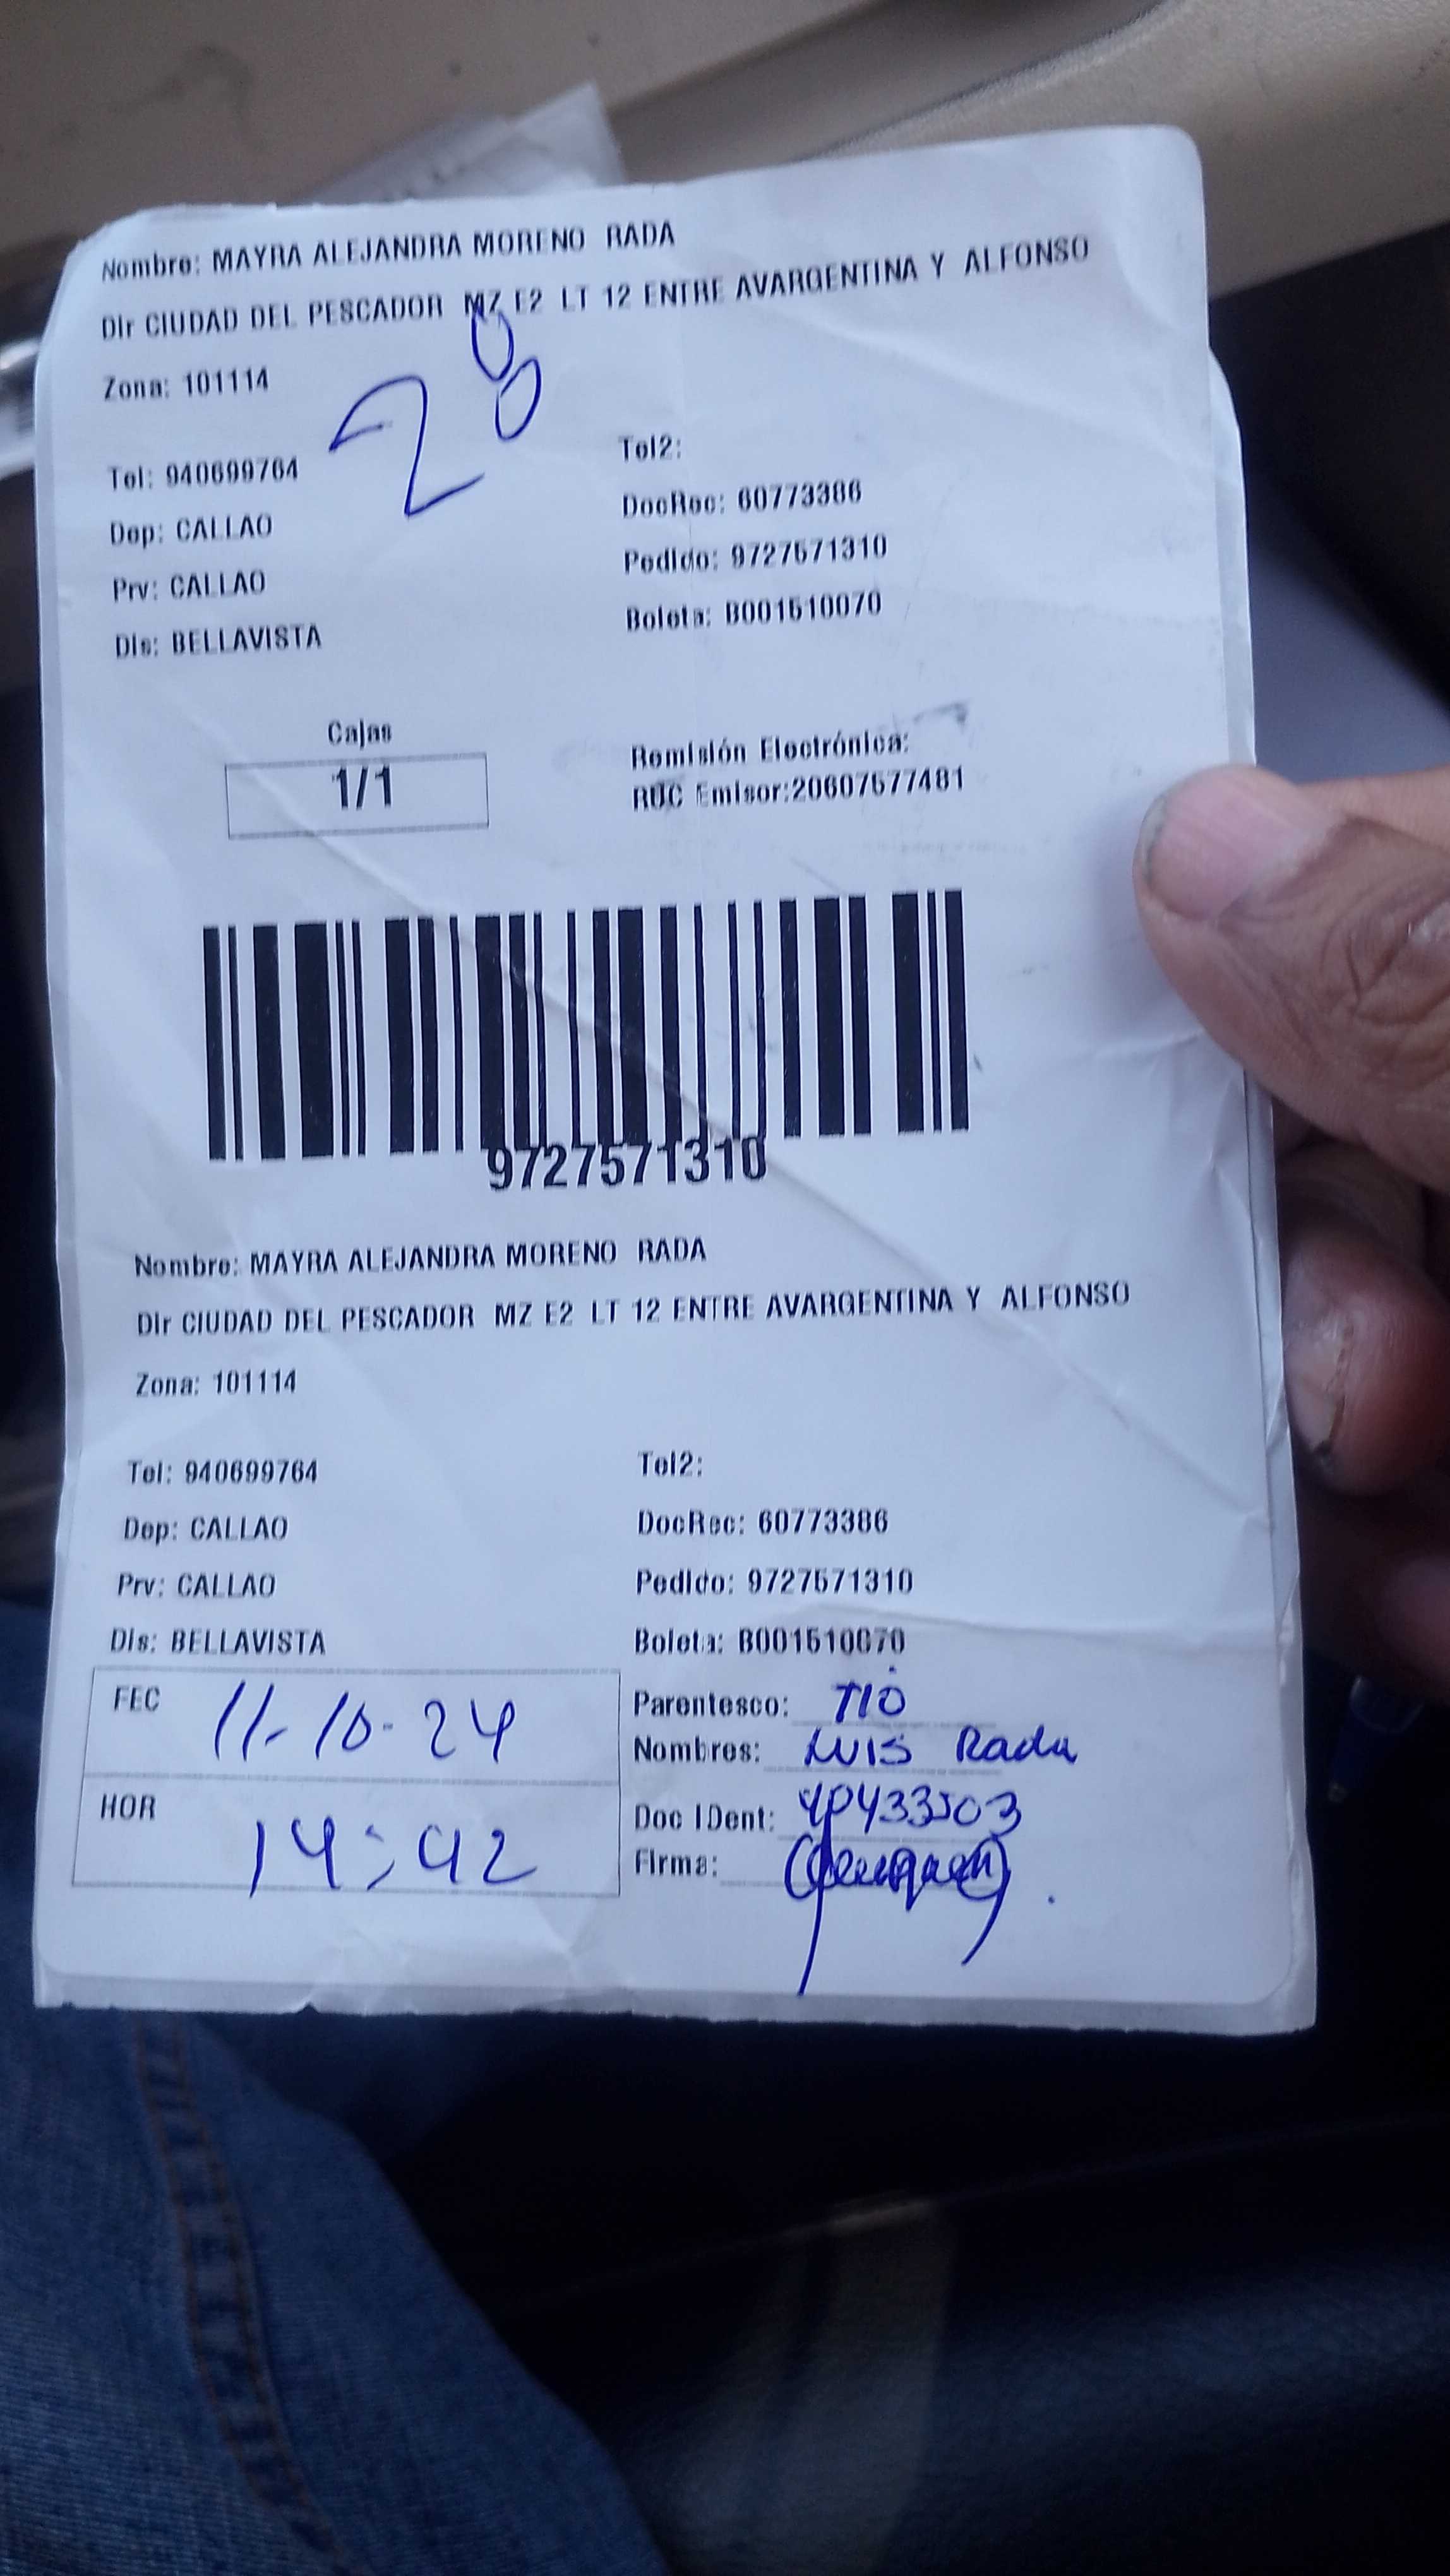 Nombre: MAYRA ALEJANDRA MORENO RADA
Dir CIUDAD DEL PESCADOR MZ E2 LT 12 ENTRE AVARGENTINA Y ALFONSO
Zona: 101114
28
Tel: 940699764 Tel2:
Dep: CALLAO DocRec: 60773386
Prv: CALLAO Pedido: 9727571310
Dis: BELLAVISTA Boleta: B001510070
Cajas
1/1
Remisión Electrónica:
RUC Emisor:20607577481
9727571310
Nombre: MAYRA ALEJANDRA MORENO RADA
Dir CIUDAD DEL PESCADOR MZ E2 LT 12 ENTRE AVARGENTINA Y ALFONSO
Zona: 101114
Tel: 940699764 Tel2:
Dep: CALLAO DocRec: 60773386
Prv: CALLAO Pedido: 9727571310
Dis: BELLAVISTA Boleta: B001510070
FEC 11-10-24
HOR 14:42
Parentesco: TIO
Nombres: LUIS Rada
Doc IDent:
Firma: